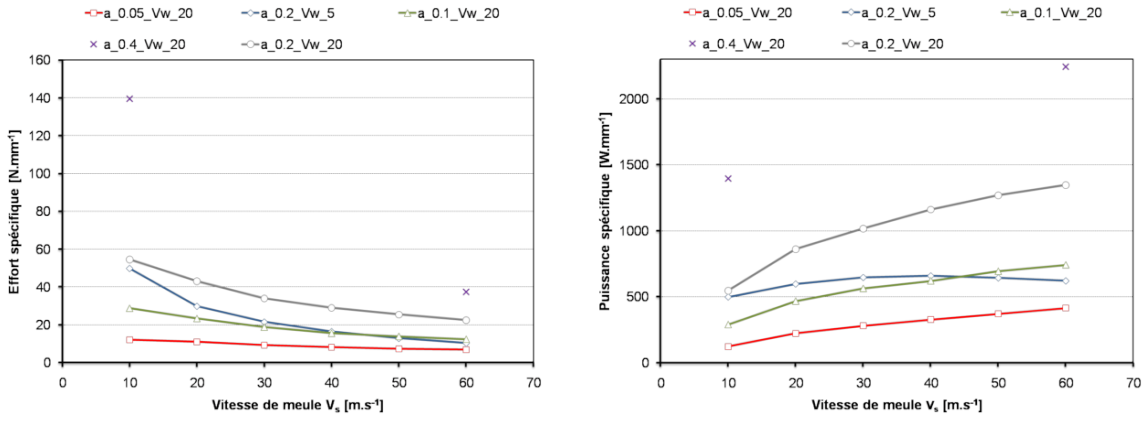 a_0.05_Vw_20 a_0.2_Vw_5 a_0.1_Vw_20
a_0.4_Vw_20 a_0.2_Vw_20
160
140
120
100
80
60
40
20
0
Effort spécifique [N.mm⁻¹]
0 10 20 30 40 50 60 70
Vitesse de meule Vₛ [m.s⁻¹]
a_0.05_Vw_20 a_0.2_Vw_5 a_0.1_Vw_20
a_0.4_Vw_20 a_0.2_Vw_20
2000
1500
1000
500
0
Puissance spécifique [W.mm⁻¹]
0 10 20 30 40 50 60 70
Vitesse de meule Vₛ [m.s⁻¹]